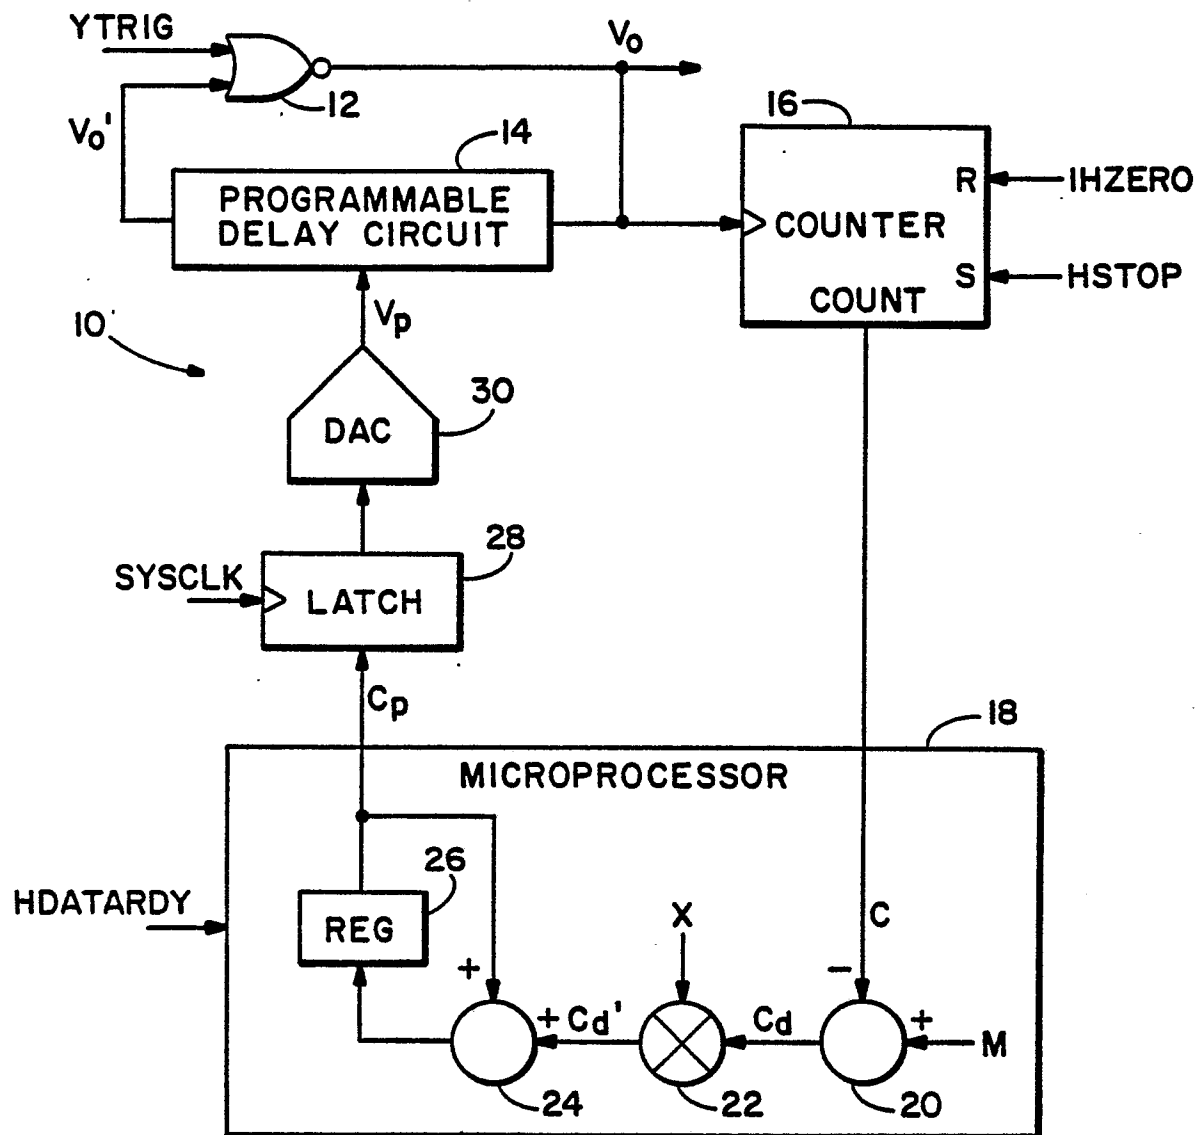 YTRIG
Vo
12
Vo'
14
16
PROGRAMMABLE
DELAY CIRCUIT
R
IHZERO
COUNTER
S
HSTOP
COUNT
10
Vp
30
DAC
28
SYSCLK
LATCH
Cp
18
MICROPROCESSOR
26
HDATARDY
REG
X
C
+
−
+
Cd'
Cd
+
M
24
22
20